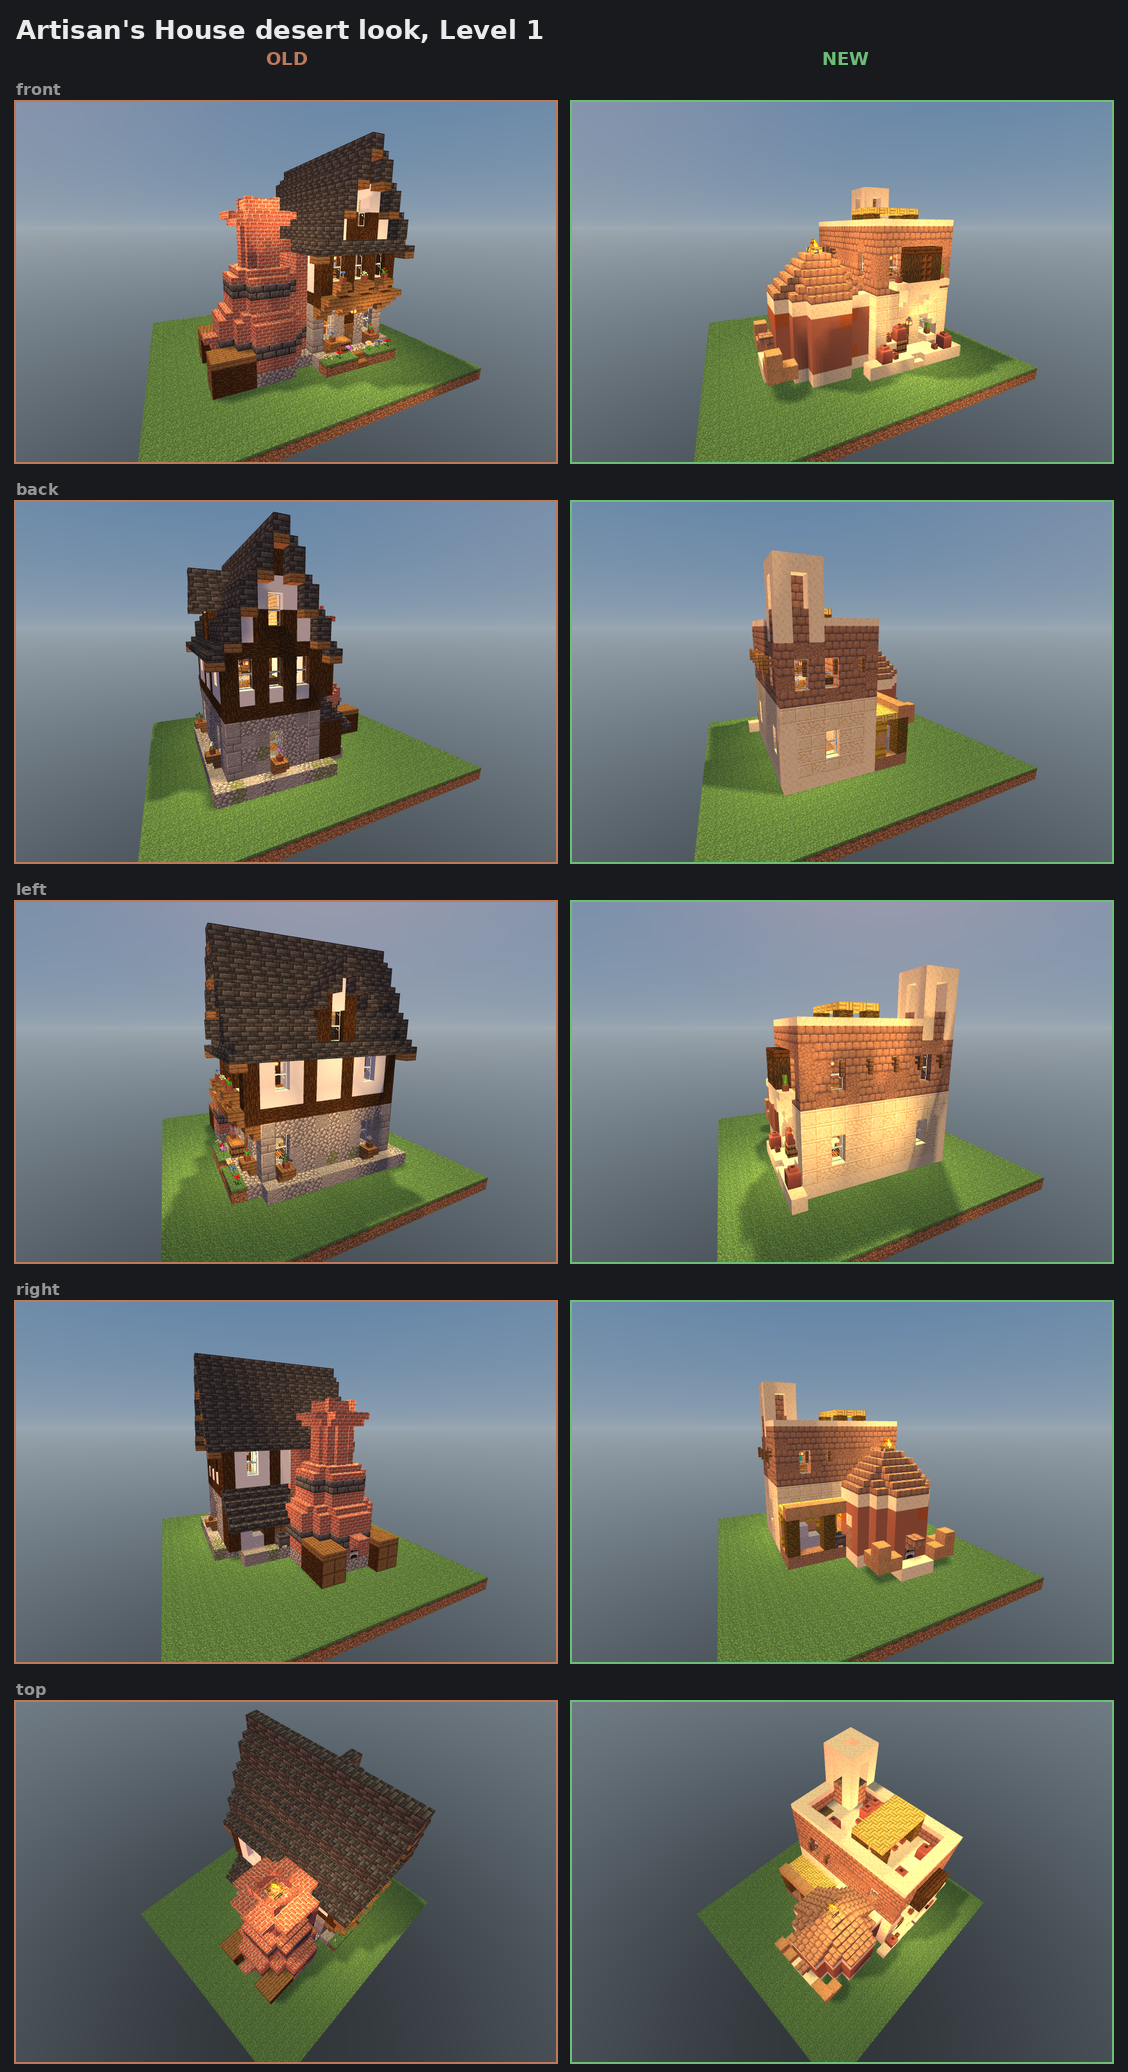 Artisan's House desert look, Level 1
OLD
NEW
front
back
left
right
top